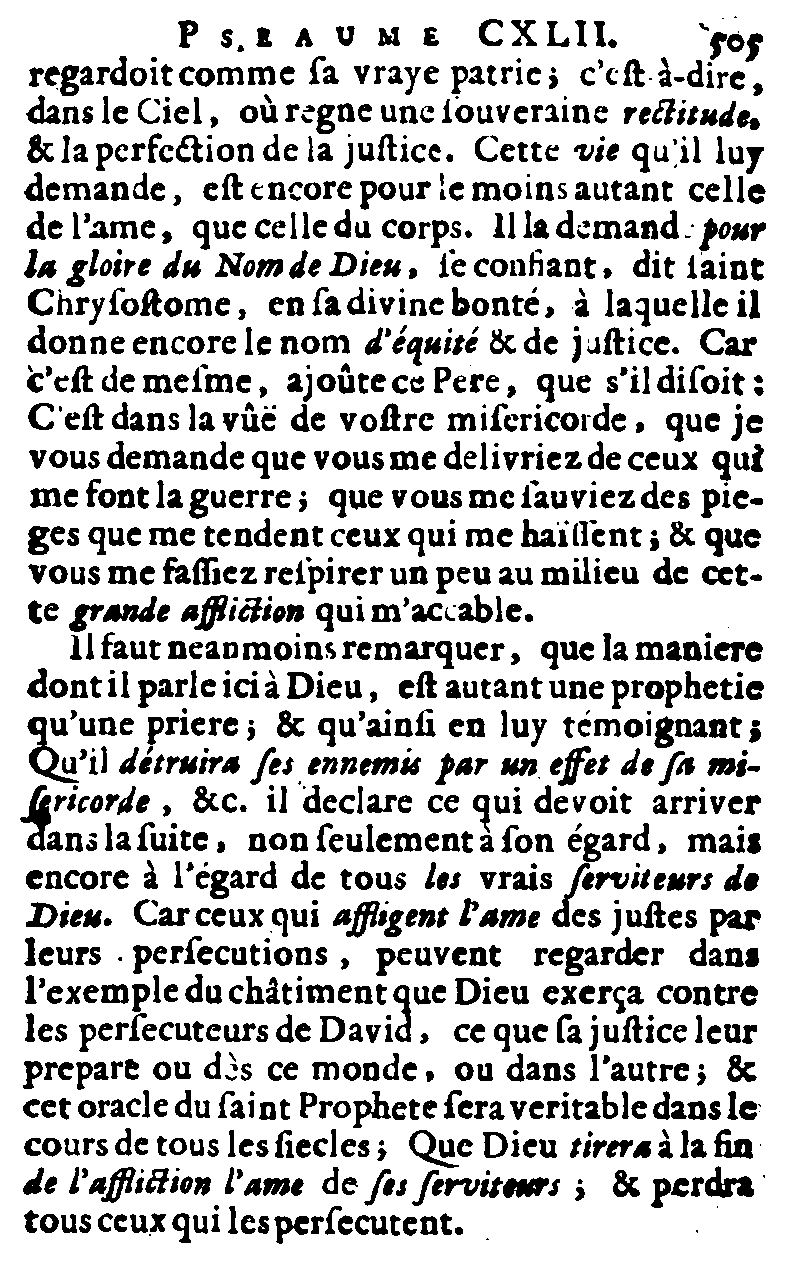 PSEAUME CXLII. 505
regardoit comme ſa vraye patrie; c'eſt-à-dire,
dans le Ciel, où regne une ſouveraine rectitude,
& la perfection de la juſtice. Cette vie qu'il luy
demande, eſt encore pour le moins autant celle
de l'ame, que celle du corps. Il la demande pour
la gloire du Nom de Dieu, ſe confiant, dit ſaint
Chryſoſtome, en ſa divine bonté, à laquelle il
donne encore le nom d'équité & de juſtice. Car
c'eſt de meſme, ajoûte ce Pere, que s'il diſoit:
C'eſt dans la vûë de voſtre miſericorde, que je
vous demande que vous me delivriez de ceux qui
me font la guerre; que vous me ſauviez des pie-
ges que me tendent ceux qui me haïſſent; & que
vous me faſſiez reſpirer un peu au milieu de cet-
te grande affliction qui m'accable.
Il faut neanmoins remarquer, que la maniere
dont il parle ici à Dieu, eſt autant une prophetie
qu'une priere; & qu'ainſi en luy témoignant;
Qu'il détruira ſes ennemis par un effet de ſa mi-
ſericorde, &c. il declare ce qui devoit arriver
dans la ſuite, non ſeulement à ſon égard, mais
encore à l'égard de tous les vrais ſerviteurs de
Dieu. Car ceux qui affligent l'ame des juſtes par
leurs perſecutions, peuvent regarder dans
l'exemple du châtiment que Dieu exerça contre
les perſecuteurs de David, ce que ſa juſtice leur
prepare ou dès ce monde, ou dans l'autre; &
cet oracle du ſaint Prophete ſera veritable dans le
cours de tous les ſiecles; Que Dieu tirera à la fin
de l'affliction l'ame de ſes ſerviteurs; & perdra
tous ceux qui les perſecutent.